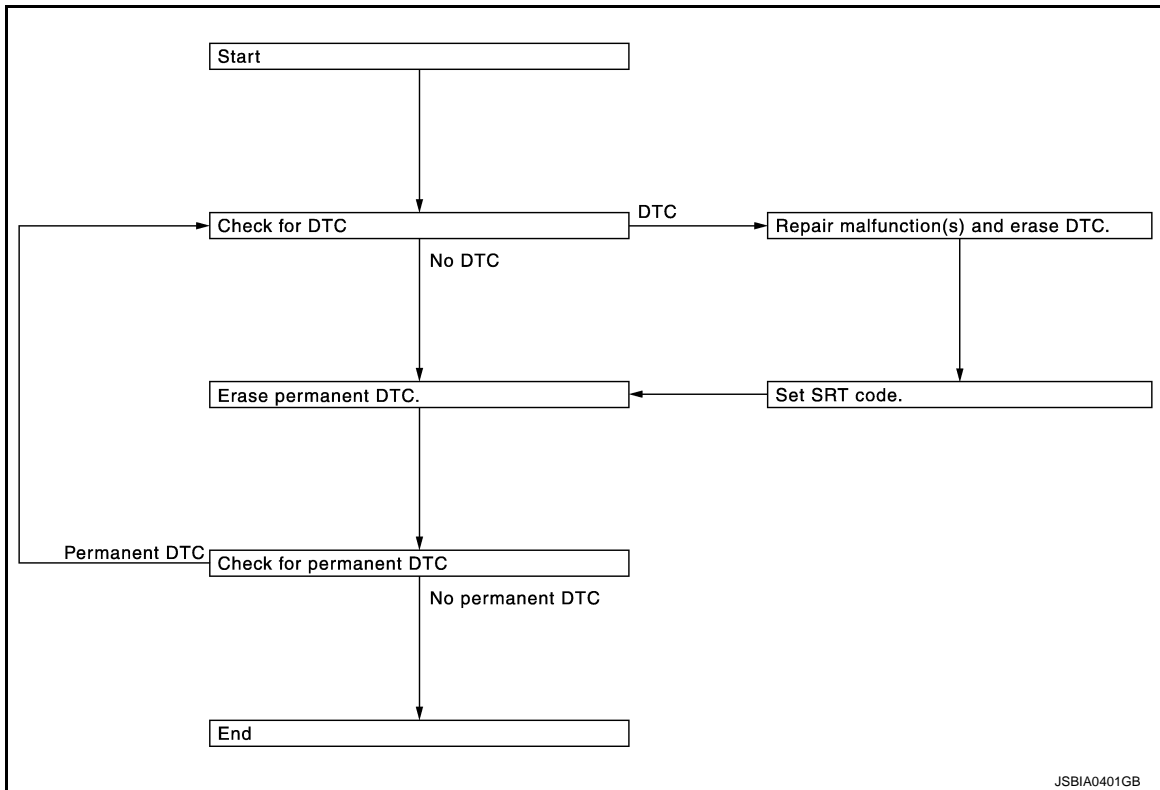 Start
Check for DTC
DTC
Repair malfunction(s) and erase DTC.
No DTC
Erase permanent DTC.
Set SRT code.
Permanent DTC
Check for permanent DTC
No permanent DTC
End
JSBIA0401GB